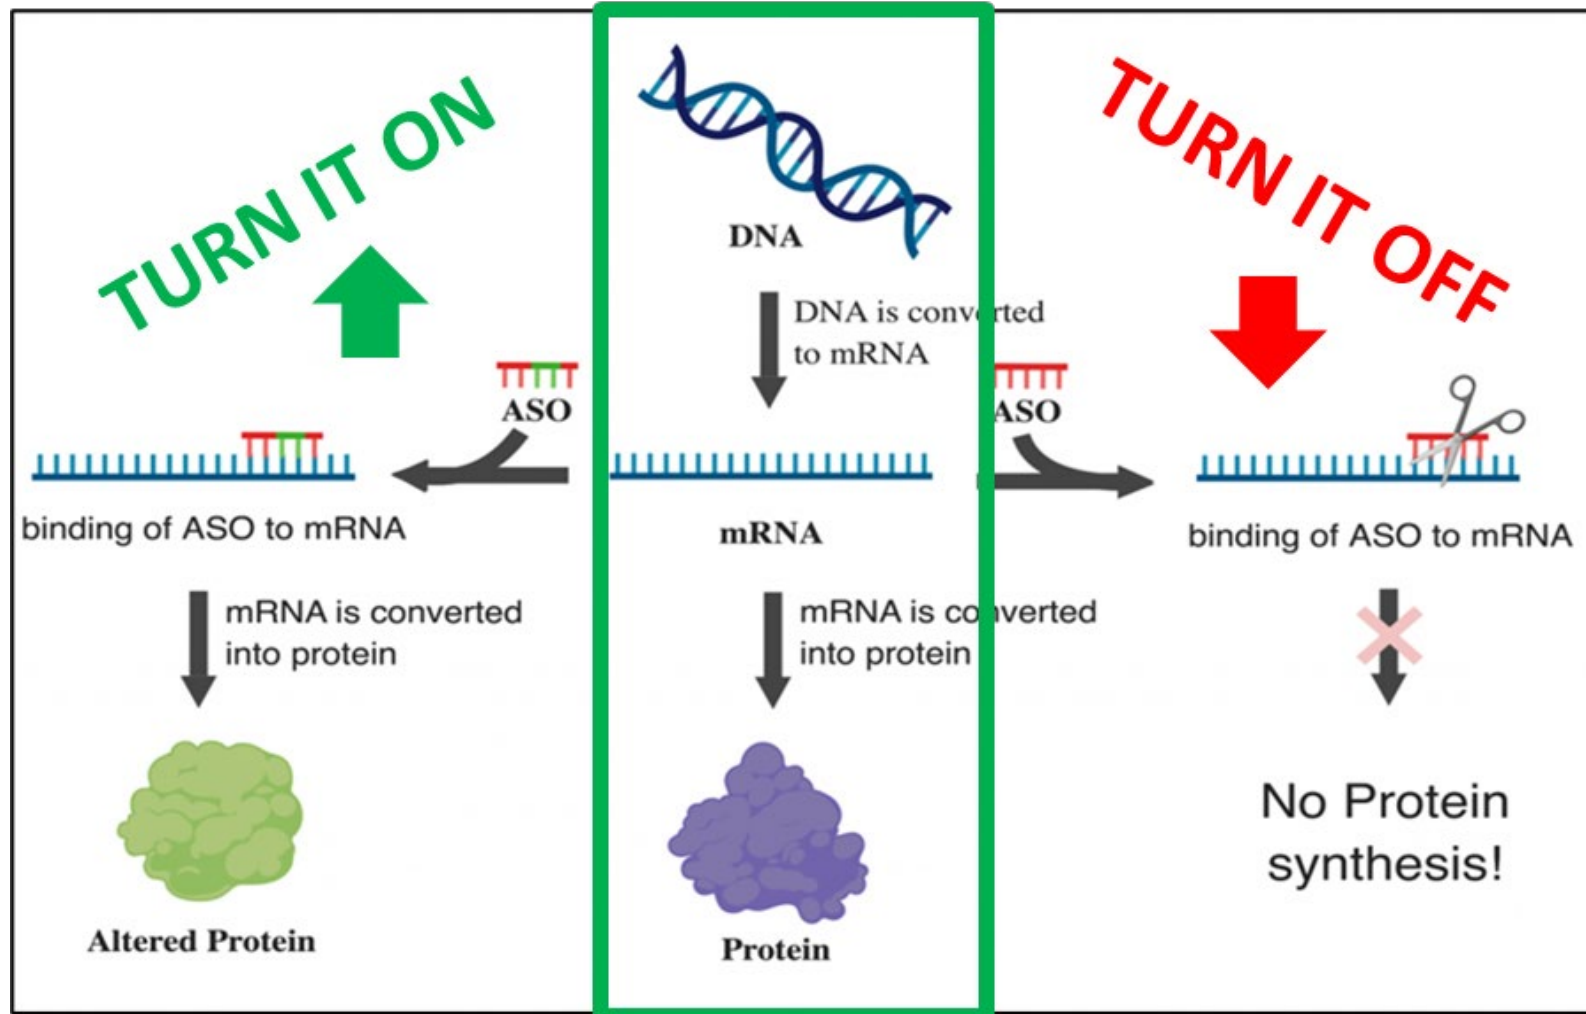 TURN IT ON
ASO
binding of ASO to mRNA
mRNA is converted
into protein
Altered Protein
DNA
DNA is converted
to mRNA
mRNA
mRNA is converted
into protein
Protein
TURN IT OFF
ASO
binding of ASO to mRNA
No Protein
synthesis!